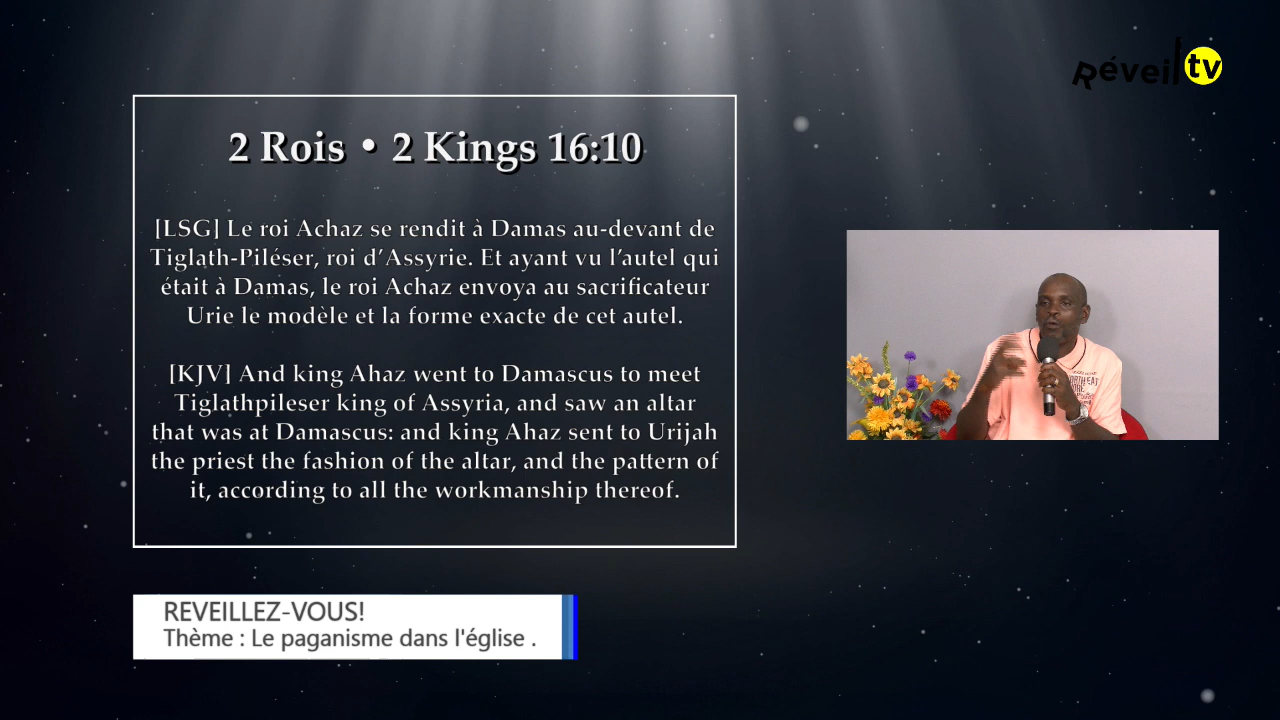 Réveil tv
2 Rois • 2 Kings 16:10
[LSG] Le roi Achaz se rendit à Damas au-devant de
Tiglath-Piléser, roi d’Assyrie. Et ayant vu l’autel qui
était à Damas, le roi Achaz envoya au sacrificateur
Urie le modèle et la forme exacte de cet autel.
[KJV] And king Ahaz went to Damascus to meet
Tiglathpileser king of Assyria, and saw an altar
that was at Damascus: and king Ahaz sent to Urijah
the priest the fashion of the altar, and the pattern of
it, according to all the workmanship thereof.
REVEILLEZ-VOUS!
Thème : Le paganisme dans l'église .